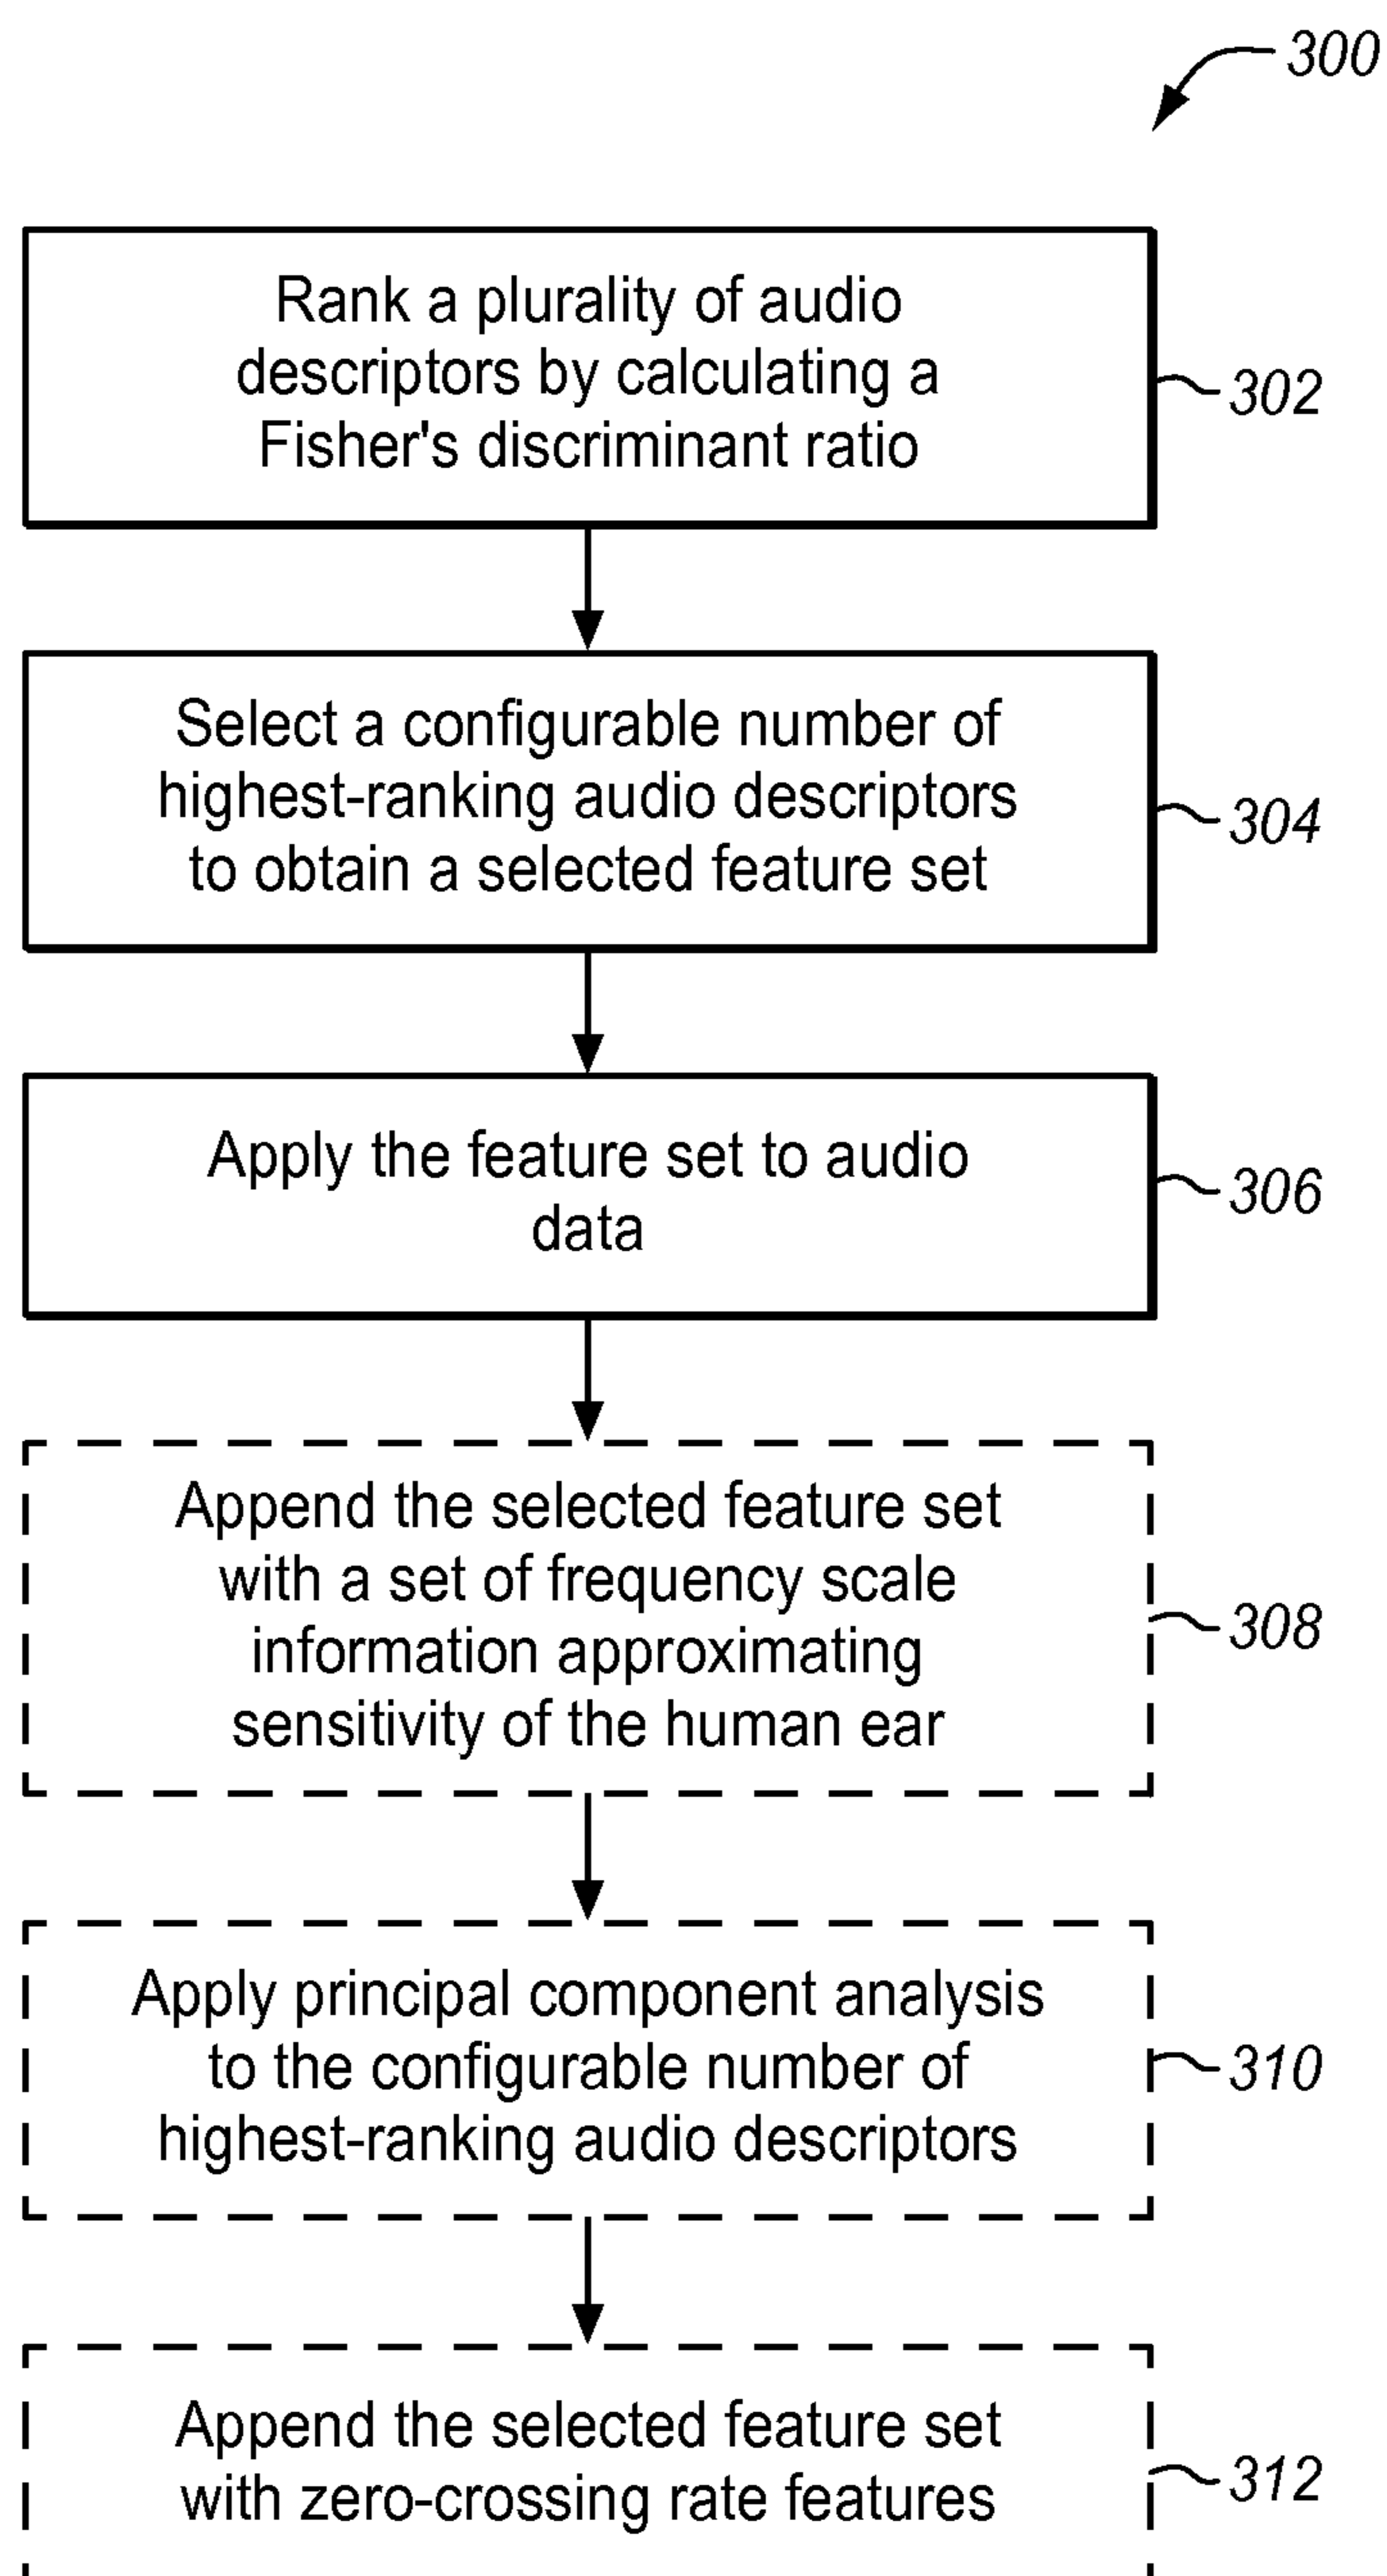 300
Rank a plurality of audio
descriptors by calculating a
Fisher's discriminant ratio
302
Select a configurable number of
highest-ranking audio descriptors
to obtain a selected feature set
304
Apply the feature set to audio
data
306
Append the selected feature set
with a set of frequency scale
information approximating
sensitivity of the human ear
308
Apply principal component analysis
to the configurable number of
highest-ranking audio descriptors
310
Append the selected feature set
with zero-crossing rate features
312